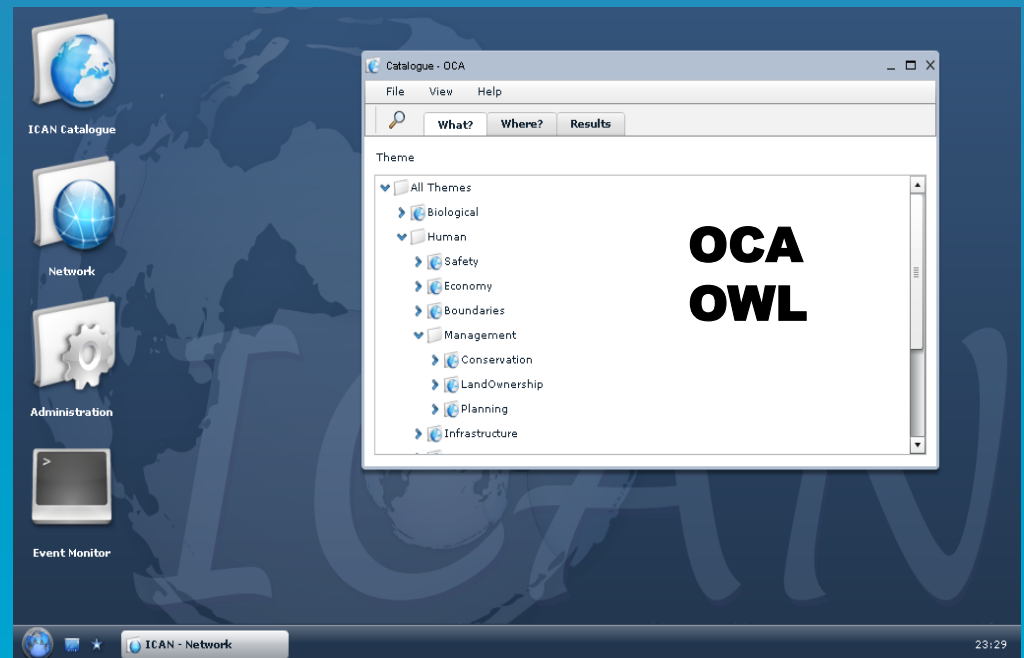 ICAN Catalogue
Network
Administration
>
Event Monitor
Catalogue - OCA
File View Help
What? Where? Results
Theme
All Themes
Biological
Human
Safety
Economy
Boundaries
Management
Conservation
LandOwnership
Planning
Infrastructure
OCA
OWL
ICAN
ICAN - Network
23:29